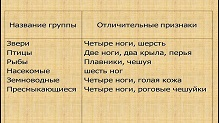 Название группы Отличительные признаки
Звери Четыре ноги, шерсть
Птицы Две ноги, два крыла, перья
Рыбы Плавники, чешуя
Насекомые шесть ног
Земноводные Четыре ноги, голая кожа
Пресныкающиеся Четыре ноги, роговые чешуйки